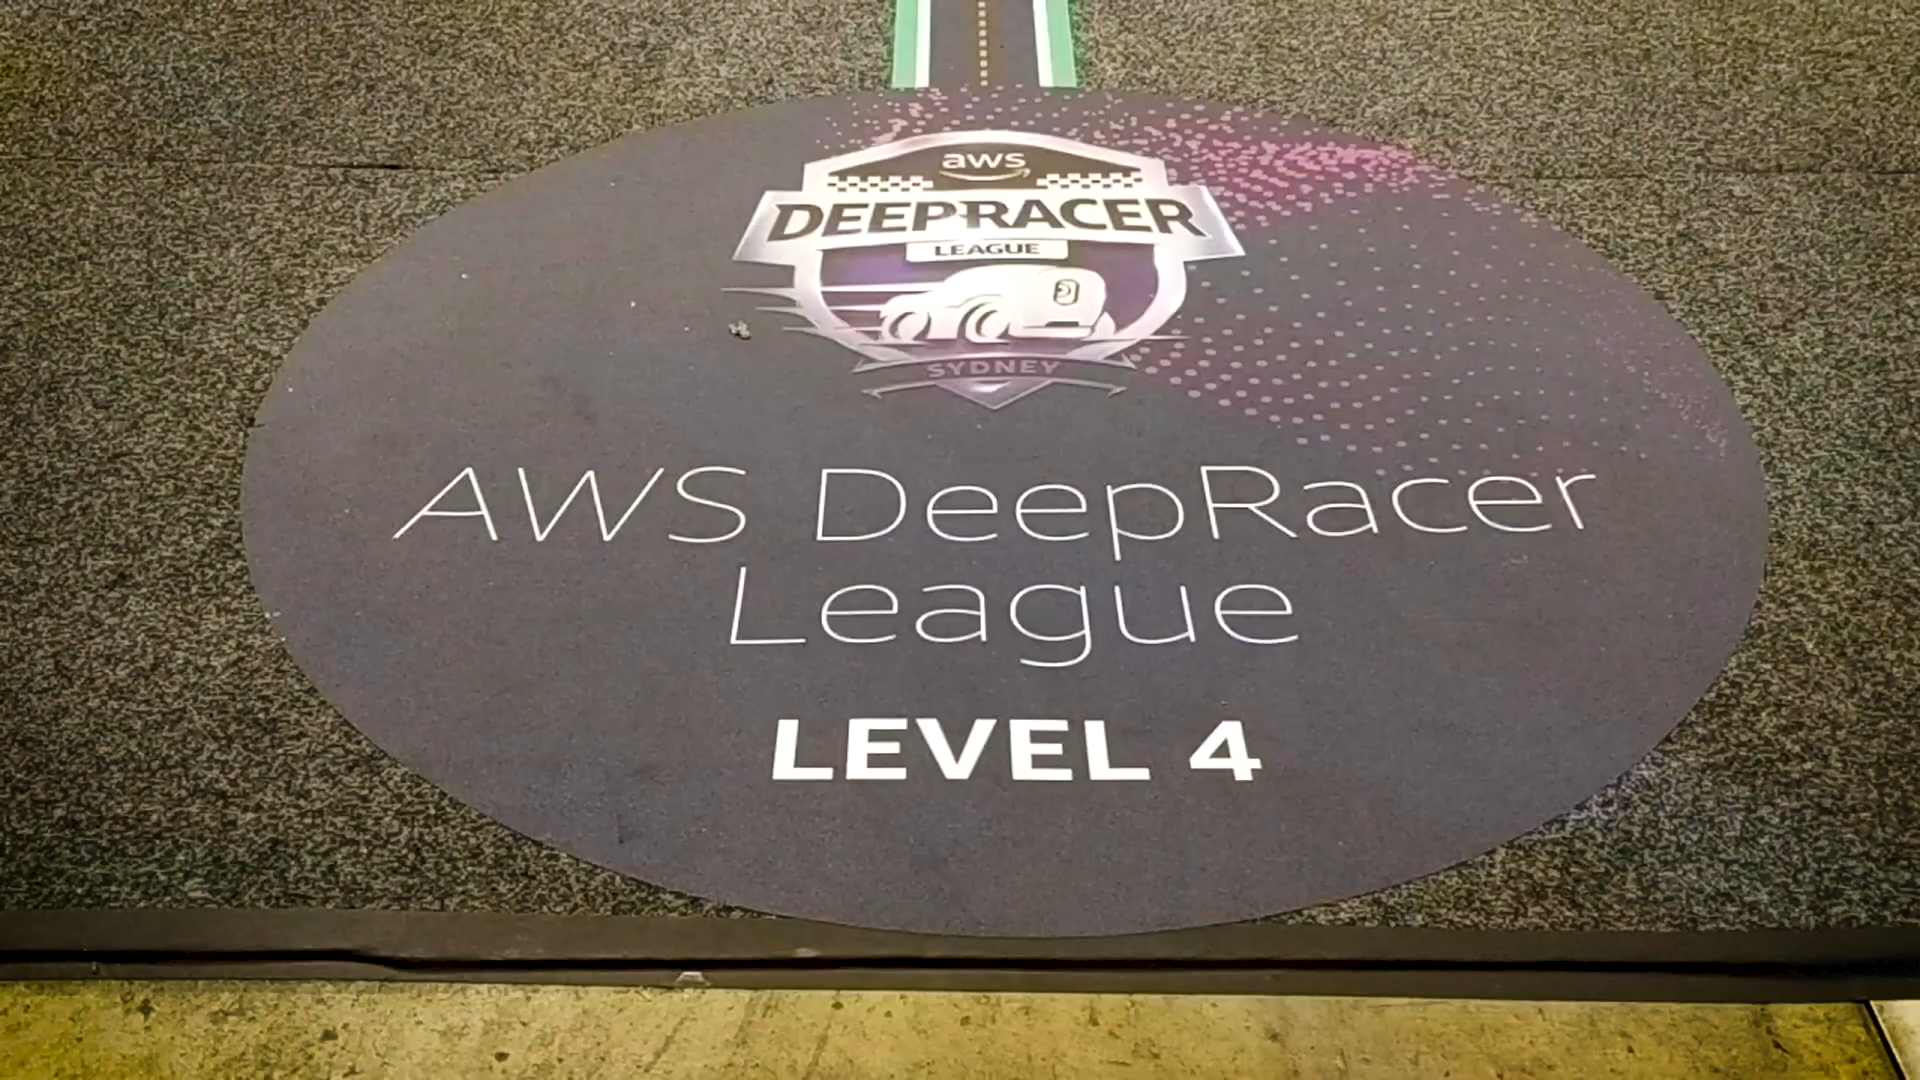 aws
DEEPRACER
LEAGUE
SYDNEY
AWS DeepRacer
League
LEVEL 4